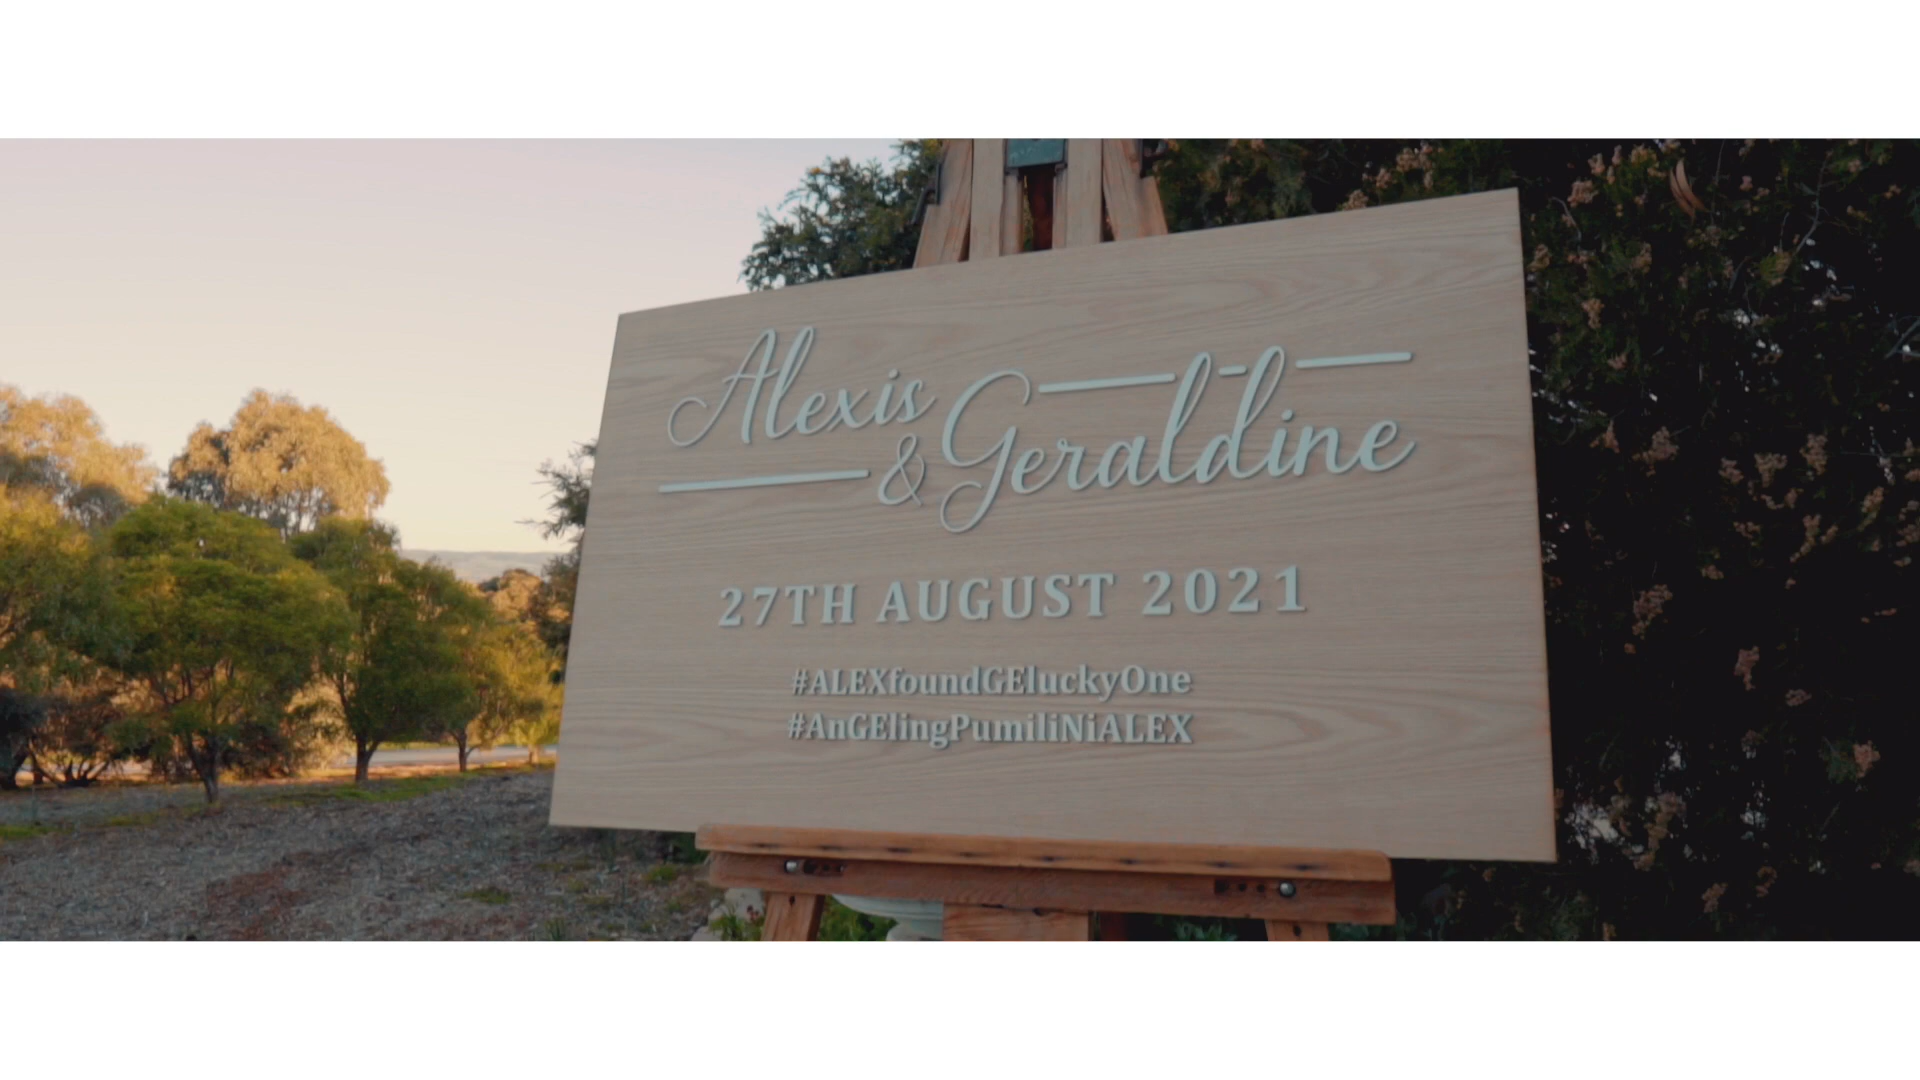 Alexis
& Geraldine
27TH AUGUST 2021
#ALEXfoundGEluckyOne
#AnGElingPumiliNiALEX